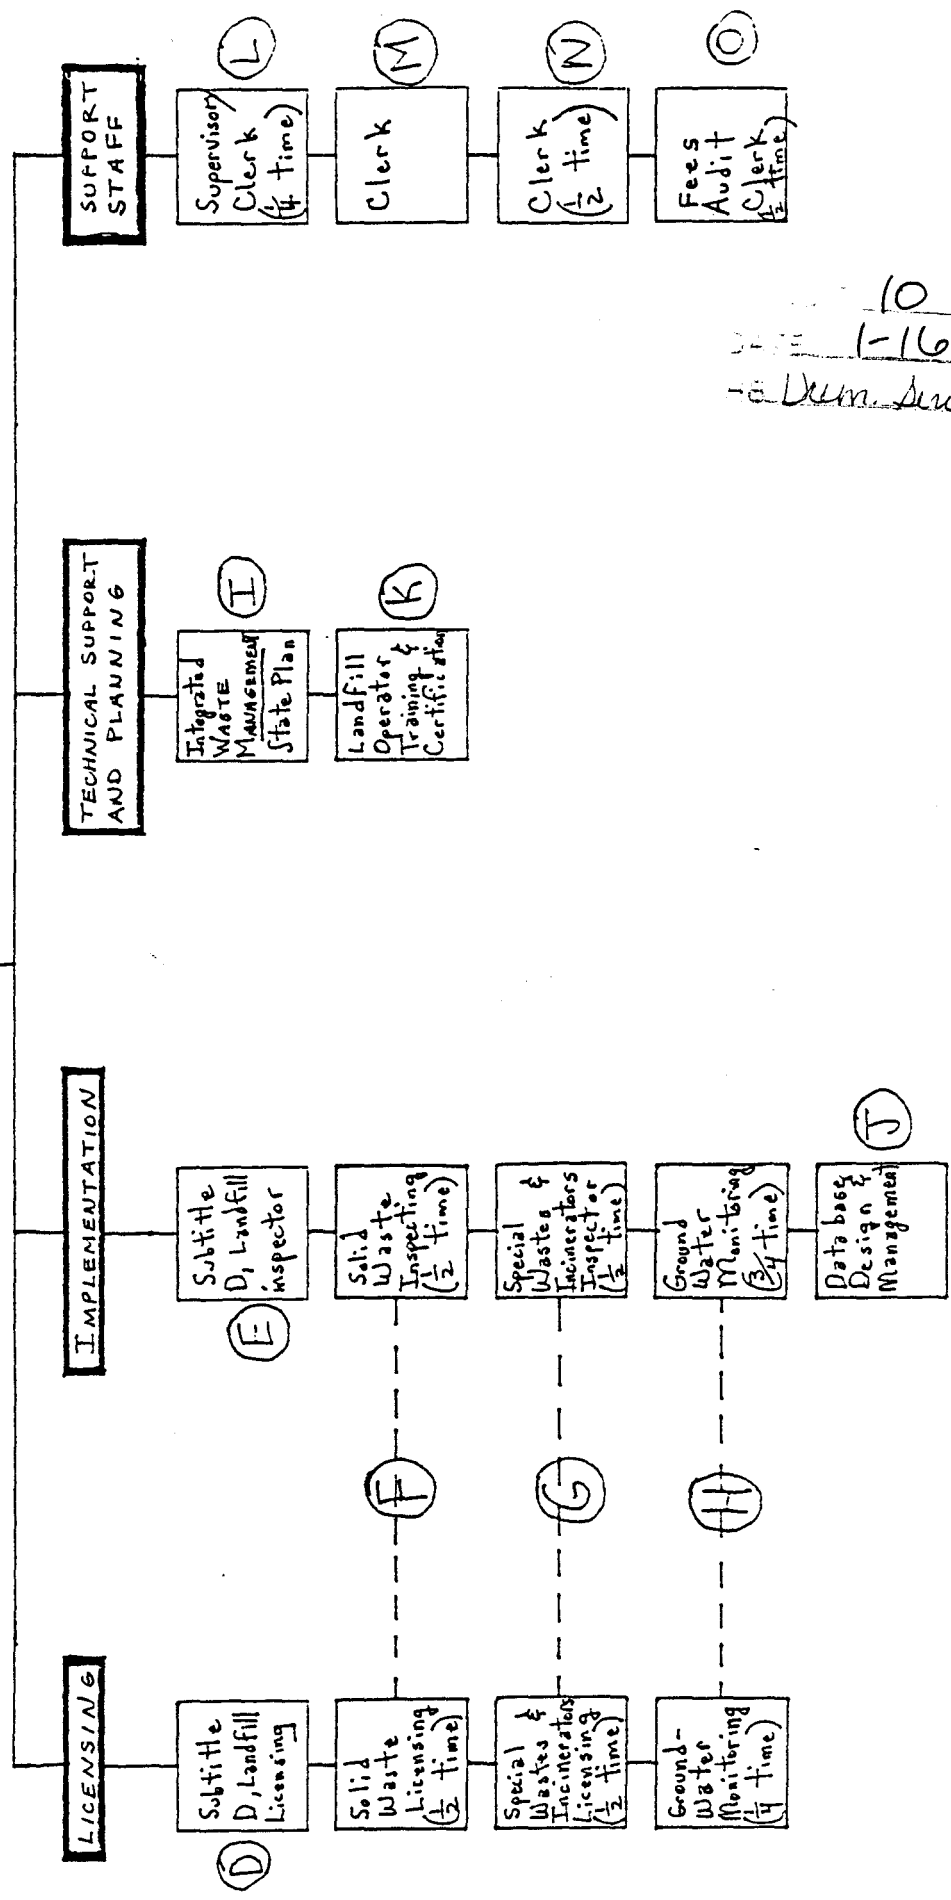 LICENSING
Subtitle
D, Landfill
Licensing
D
Solid
Waste
Licensing
(1/2 time)
Special
Wastes &
Incinerators
Licensing
(1/2 time)
Ground-
Water
Monitoring
(1/4 time)
F
G
H
IMPLEMENTATION
Subtitle
D, Landfill
inspector
E
Solid
Waste
Inspecting
(1/2 time)
Special
Wastes &
Incinerators
Inspector
(1/2 time)
Ground
Water
Monitoring
(3/4 time)
Database
Design &
Management
J
TECHNICAL SUPPORT
AND PLANNING
Integrated
WASTE
MANAGEMENT
State Plan
I
Landfill
Operator
Training &
Certification
K
SUPPORT
STAFF
Supervisory
Clerk
(1/4 time)
L
Clerk
M
Clerk
(1/2 time)
N
Fees
Audit
Clerk
(1/2 time)
O
10
1-16